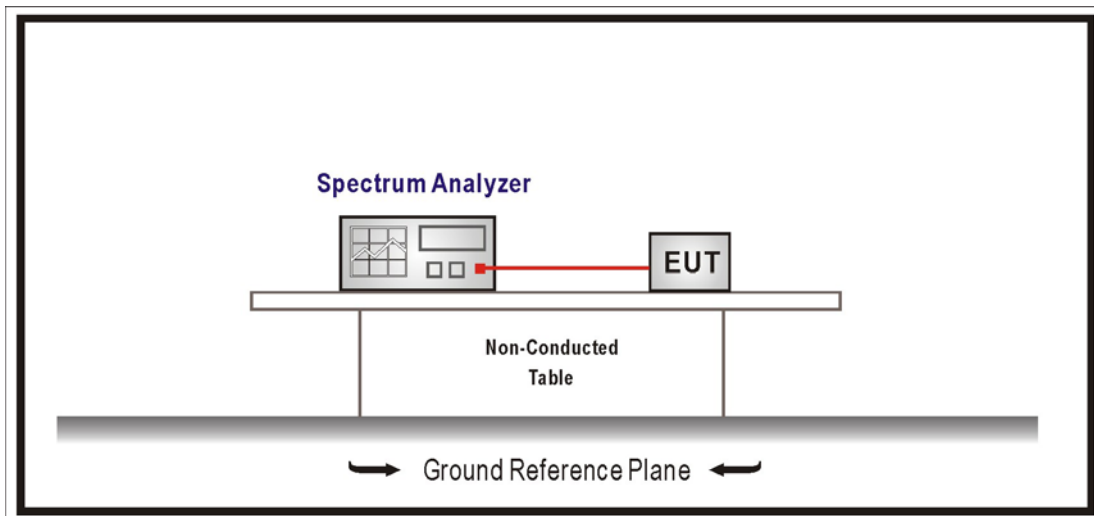 Spectrum Analyzer
EUT
Non-Conducted
Table
Ground Reference Plane